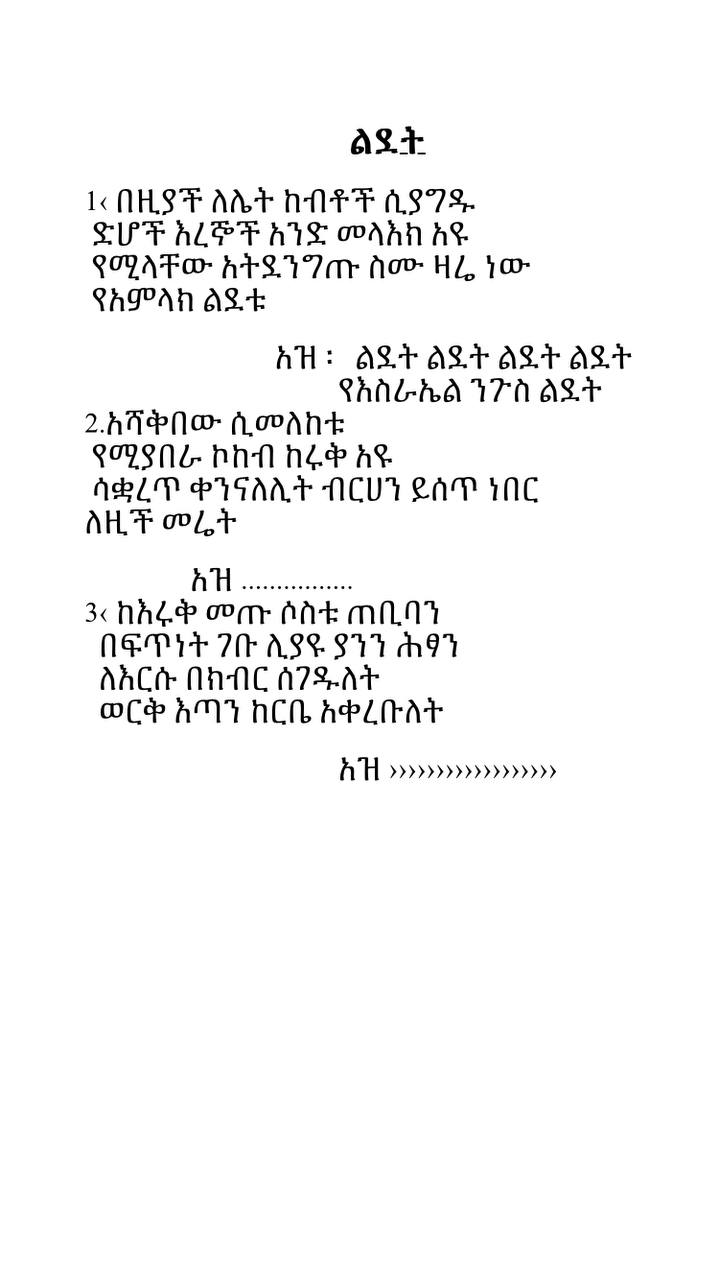 ልደት
1‹ በዚያች ለሌት ከብቶች ሲያግዱ
ድሆች እረኞች አንድ መላእክ አዩ
የሚላቸው አትደንግጡ ስሙ ዛሬ ነው
የአምላክ ልደቱ
አዝ ፡ ልደት ልደት ልደት ልደት
የእስራኤል ንጉስ ልደት
2.አሻቅበው ሲመለከቱ
የሚያበራ ኮከብ ከሩቅ አዩ
ሳቋረጥ ቀንናለሊት ብርሀን ይሰጥ ነበር
ለዚች መሬት
አዝ ................
3‹ ከእሩቅ መጡ ሶስቱ ጠቢባን
በፍጥነት ገቡ ሊያዩ ያንን ሕፃን
ለእርሱ በክብር ሰገዱለት
ወርቅ እጣን ከርቤ አቀረቡለት
አዝ ››››››››››››››››››